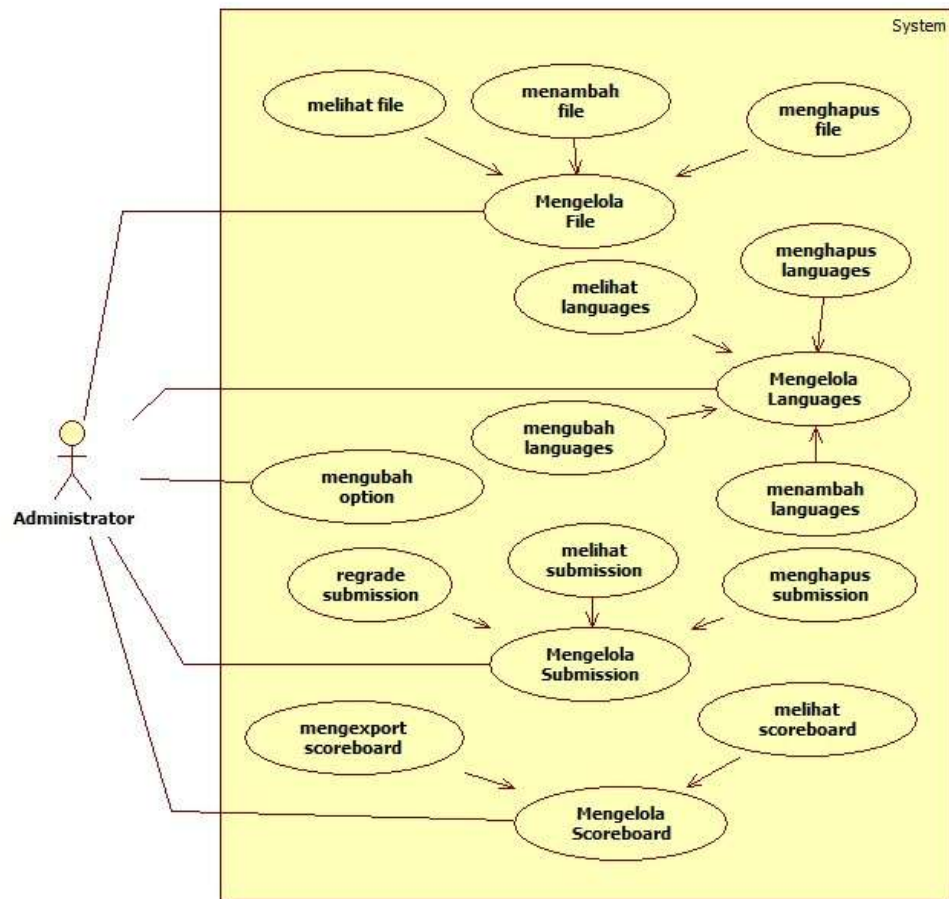 System
melihat file
menambah
file
menghapus
file
Mengelola
File
menghapus
languages
melihat
languages
Mengelola
Languages
mengubah
languages
mengubah
option
menambah
languages
Administrator
melihat
submission
regrade
submission
menghapus
submission
Mengelola
Submission
melihat
scoreboard
mengexport
scoreboard
Mengelola
Scoreboard